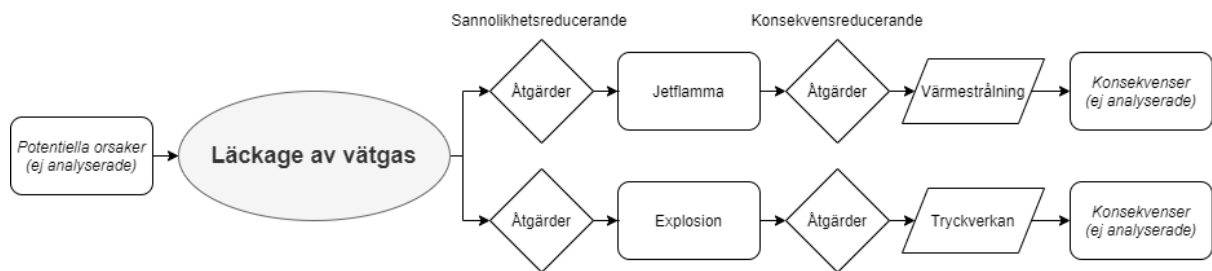 Sannolikhetsreducerande
Konsekvensreducerande
Potentiella orsaker
(ej analyserade)
Läckage av vätgas
Åtgärder
Jetflamma
Åtgärder
Värmestrålning
Konsekvenser
(ej analyserade)
Åtgärder
Explosion
Åtgärder
Tryckverkan
Konsekvenser
(ej analyserade)